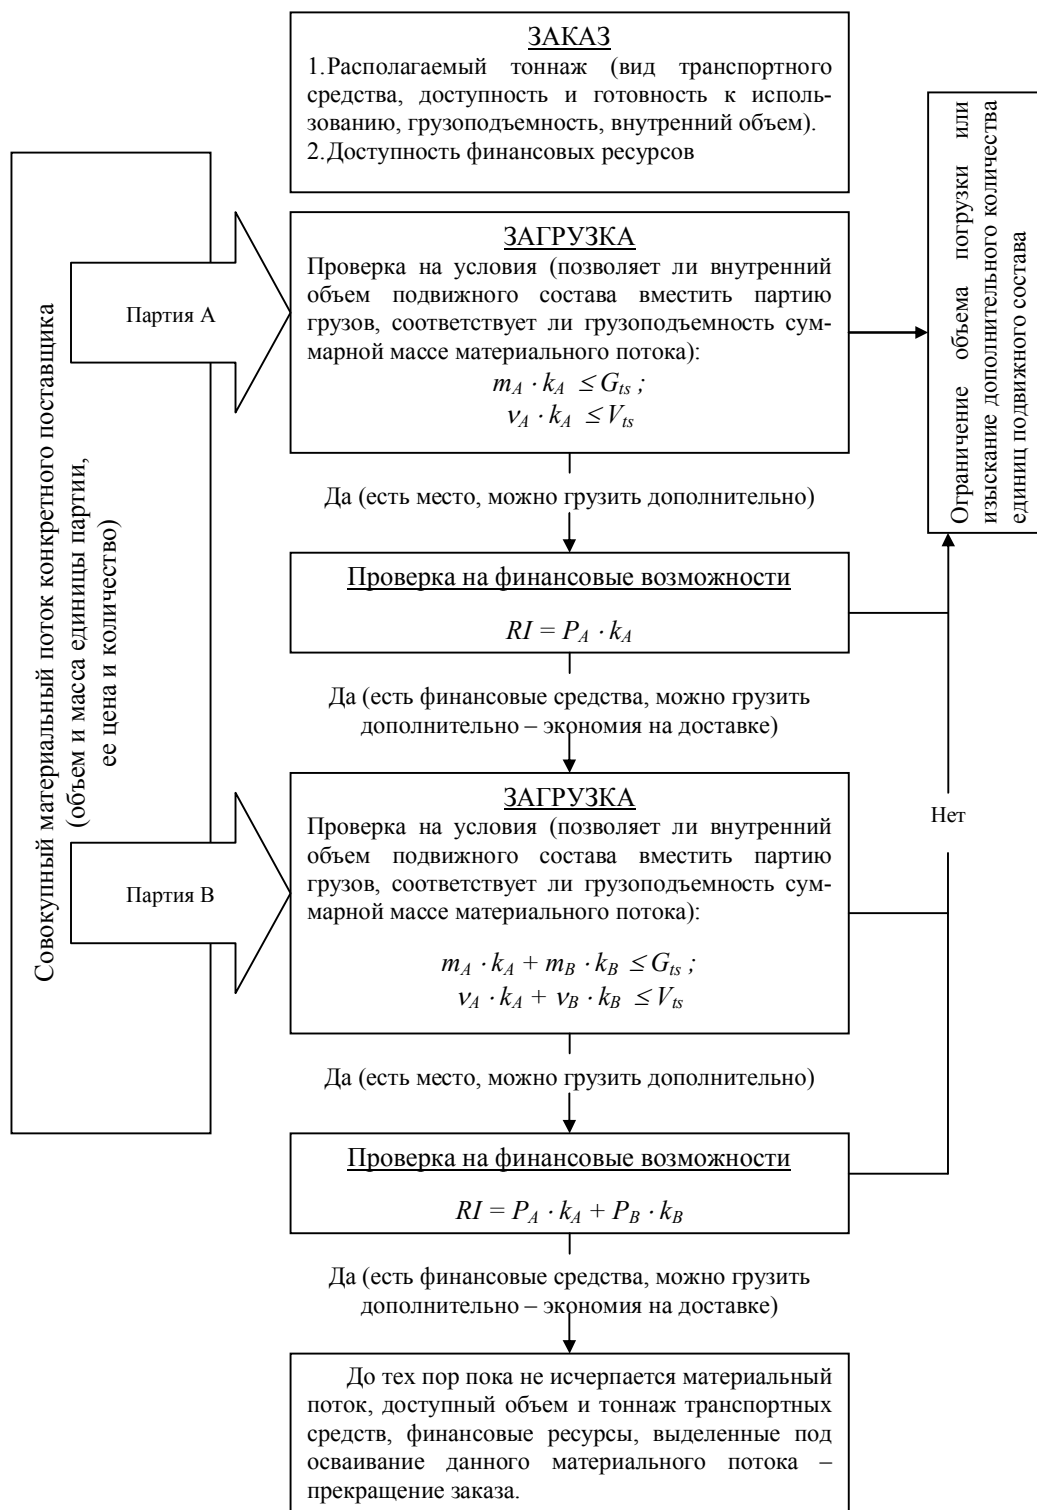 ЗАКАЗ
1.Располагаемый тоннаж (вид транспортного
средства, доступность и готовность к исполь-
зованию, грузоподъемность, внутренний объем).
2.Доступность финансовых ресурсов
Совокупный материальный поток конкретного поставщика
(объем и масса единицы партии,
ее цена и количество)
Партия А
ЗАГРУЗКА
Проверка на условия (позволяет ли внутренний
объем подвижного состава вместить партию
грузов, соответствует ли грузоподъемность сум-
марной массе материального потока):
m_A · k_A ≤ G_ts ;
ν_A · k_A ≤ V_ts
Ограничение объема погрузки или
изыскание дополнительного количества
единиц подвижного состава
Да (есть место, можно грузить дополнительно)
Проверка на финансовые возможности
RI = P_A · k_A
Да (есть финансовые средства, можно грузить
дополнительно – экономия на доставке)
Партия В
ЗАГРУЗКА
Проверка на условия (позволяет ли внутренний
объем подвижного состава вместить партию
грузов, соответствует ли грузоподъемность сум-
марной массе материального потока):
m_A · k_A + m_B · k_B ≤ G_ts ;
ν_A · k_A + ν_B · k_B ≤ V_ts
Нет
Да (есть место, можно грузить дополнительно)
Проверка на финансовые возможности
RI = P_A · k_A + P_B · k_B
Да (есть финансовые средства, можно грузить
дополнительно – экономия на доставке)
До тех пор пока не исчерпается материальный
поток, доступный объем и тоннаж транспортных
средств, финансовые ресурсы, выделенные под
осваивание данного материального потока –
прекращение заказа.